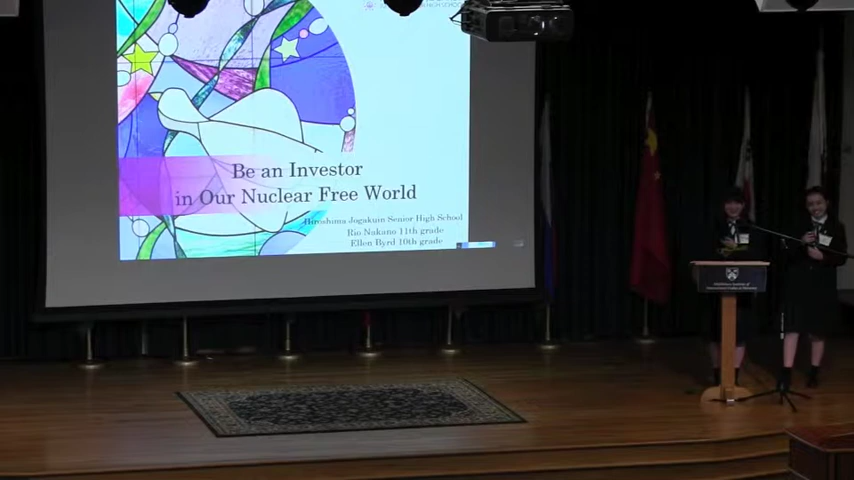 Be an Investor
in Our Nuclear Free World
Hiroshima Jogakuin Senior High School
Rio Nakano 11th grade
Ellen Byrd 10th grade